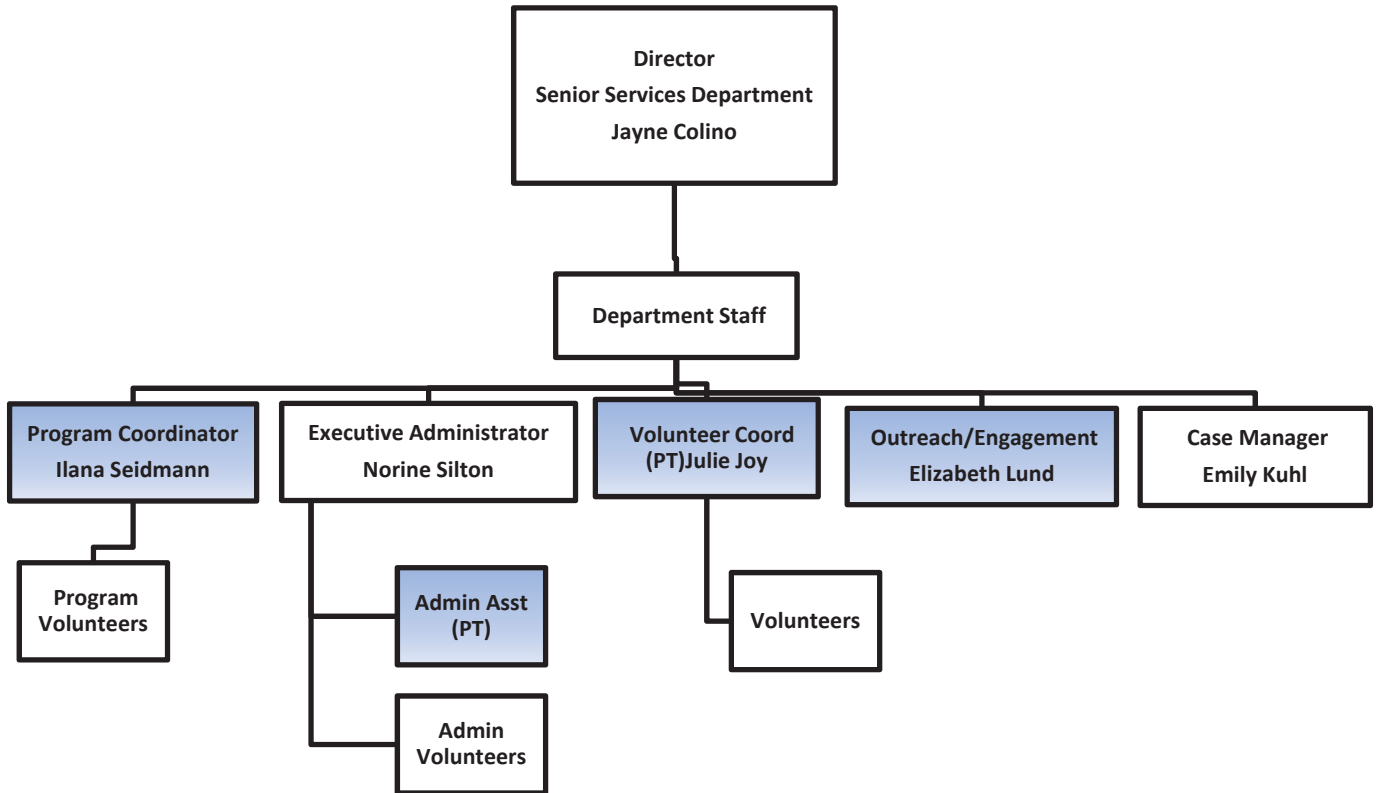 Director
Senior Services Department
Jayne Colino
Department Staff
Program Coordinator
Ilana Seidmann
Executive Administrator
Norine Silton
Volunteer Coord
(PT)Julie Joy
Outreach/Engagement
Elizabeth Lund
Case Manager
Emily Kuhl
Program
Volunteers
Admin Asst
(PT)
Volunteers
Admin
Volunteers